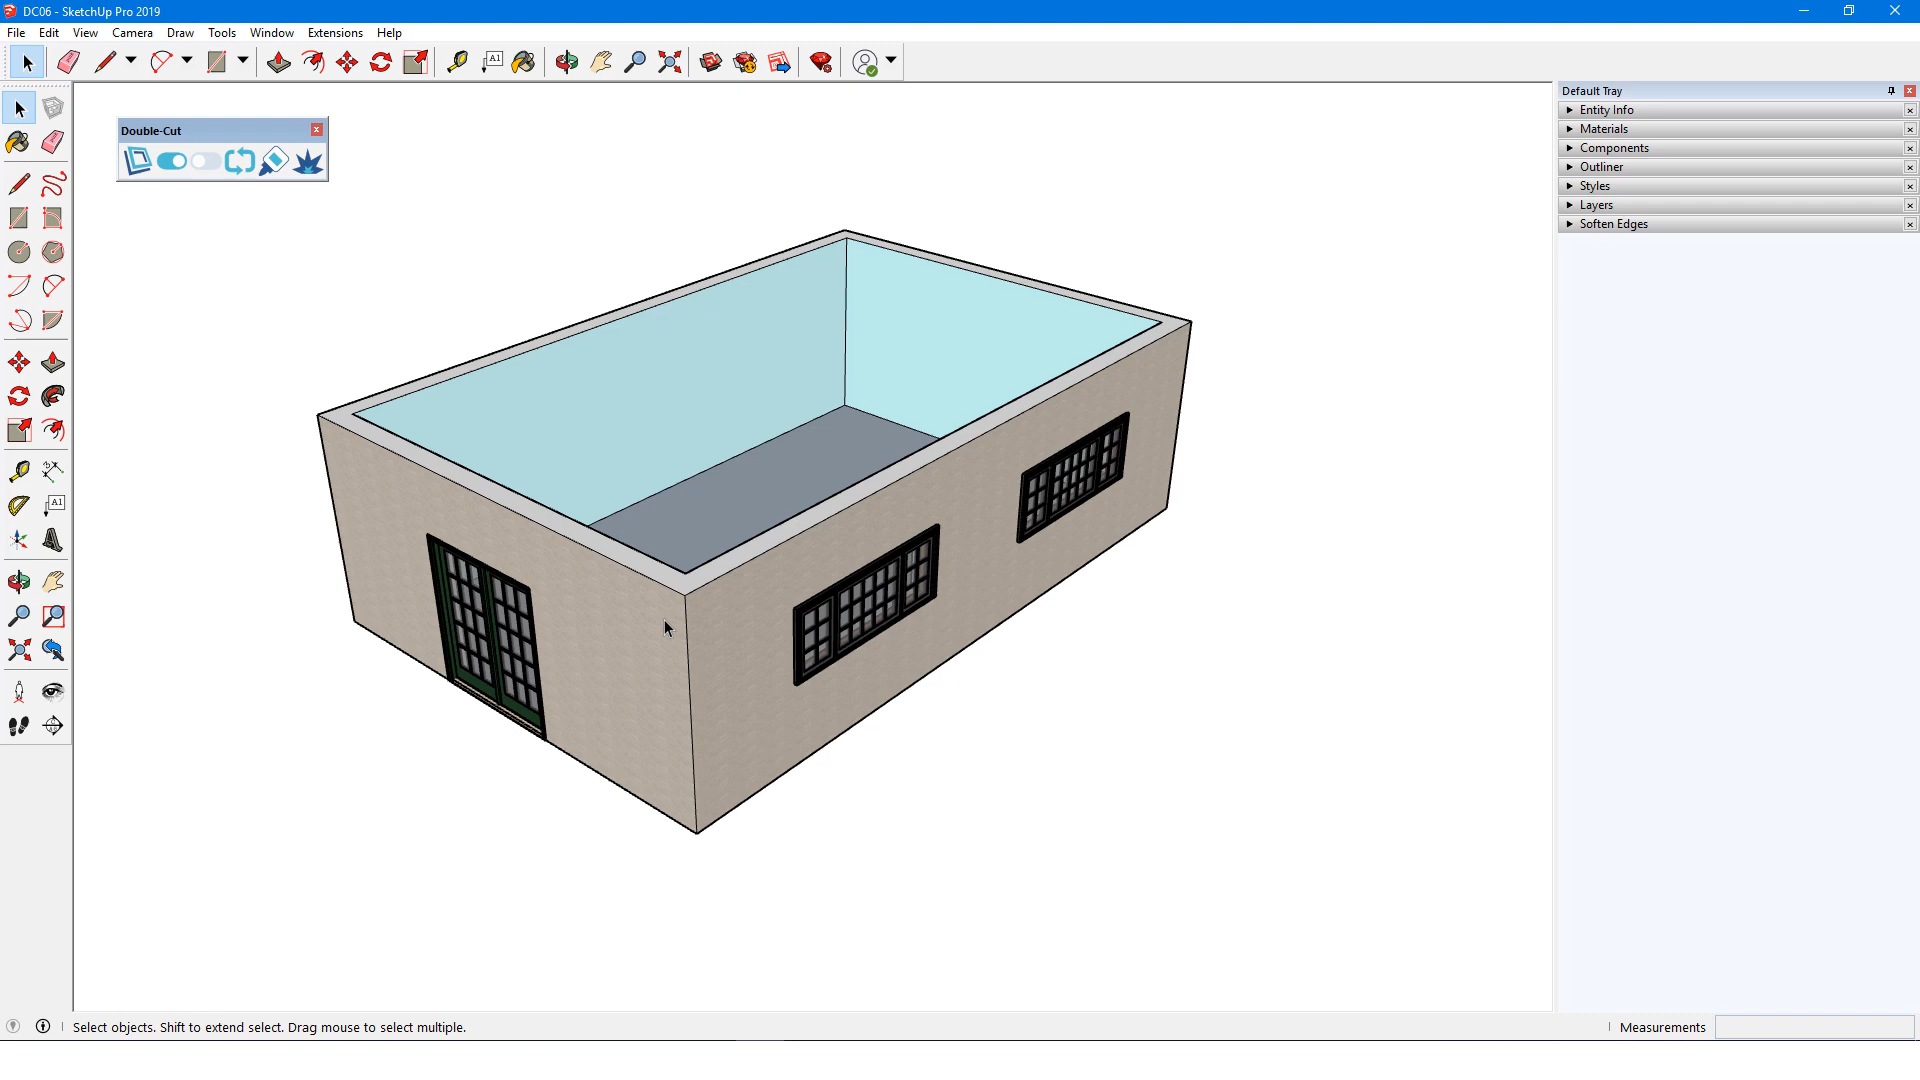 DC06 - SketchUp Pro 2019
File Edit View Camera Draw Tools Window Extensions Help
A1
Default Tray
Entity Info
Materials
Components
Outliner
Styles
Layers
Soften Edges
Double-Cut
A1
Select objects. Shift to extend select. Drag mouse to select multiple.
Measurements